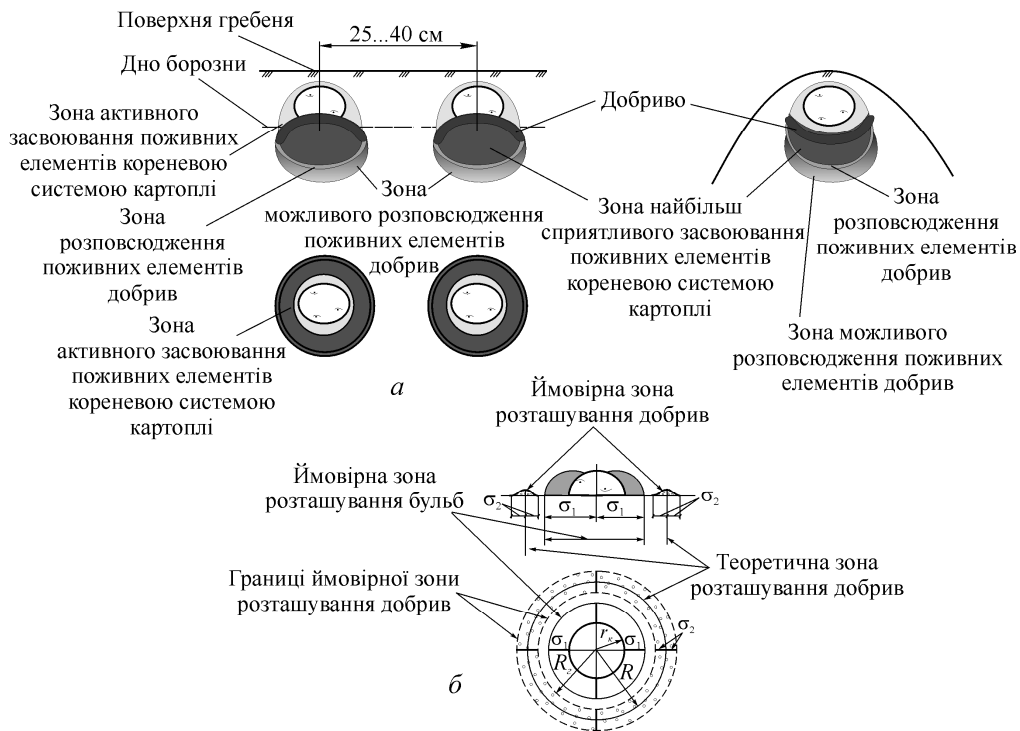 Поверхня гребеня
25...40 см
Дно борозни
Зона активного
засвоювання поживних
елементів кореневою
системою картоплі
Добриво
Зона
розповсюдження
поживних елементів
добрив
Зона
можливого розповсюдження
поживних елементів
добрив
Зона найбільш
сприятливого засвоювання
поживних елементів
кореневою системою
картоплі
Зона
розповсюдження
поживних елементів
добрив
Зона
активного засвоювання
поживних елементів
кореневою системою
картоплі
Зона можливого
розповсюдження поживних
елементів добрив
а
Ймовірна зона
розташування добрив
Ймовірна зона
розташування бульб
σ₂
σ₁
σ₁
σ₂
Теоретична зона
розташування добрив
Границі ймовірної зони
розташування добрив
σ₂
σ₁
rк
σ₁
R₂
R
б